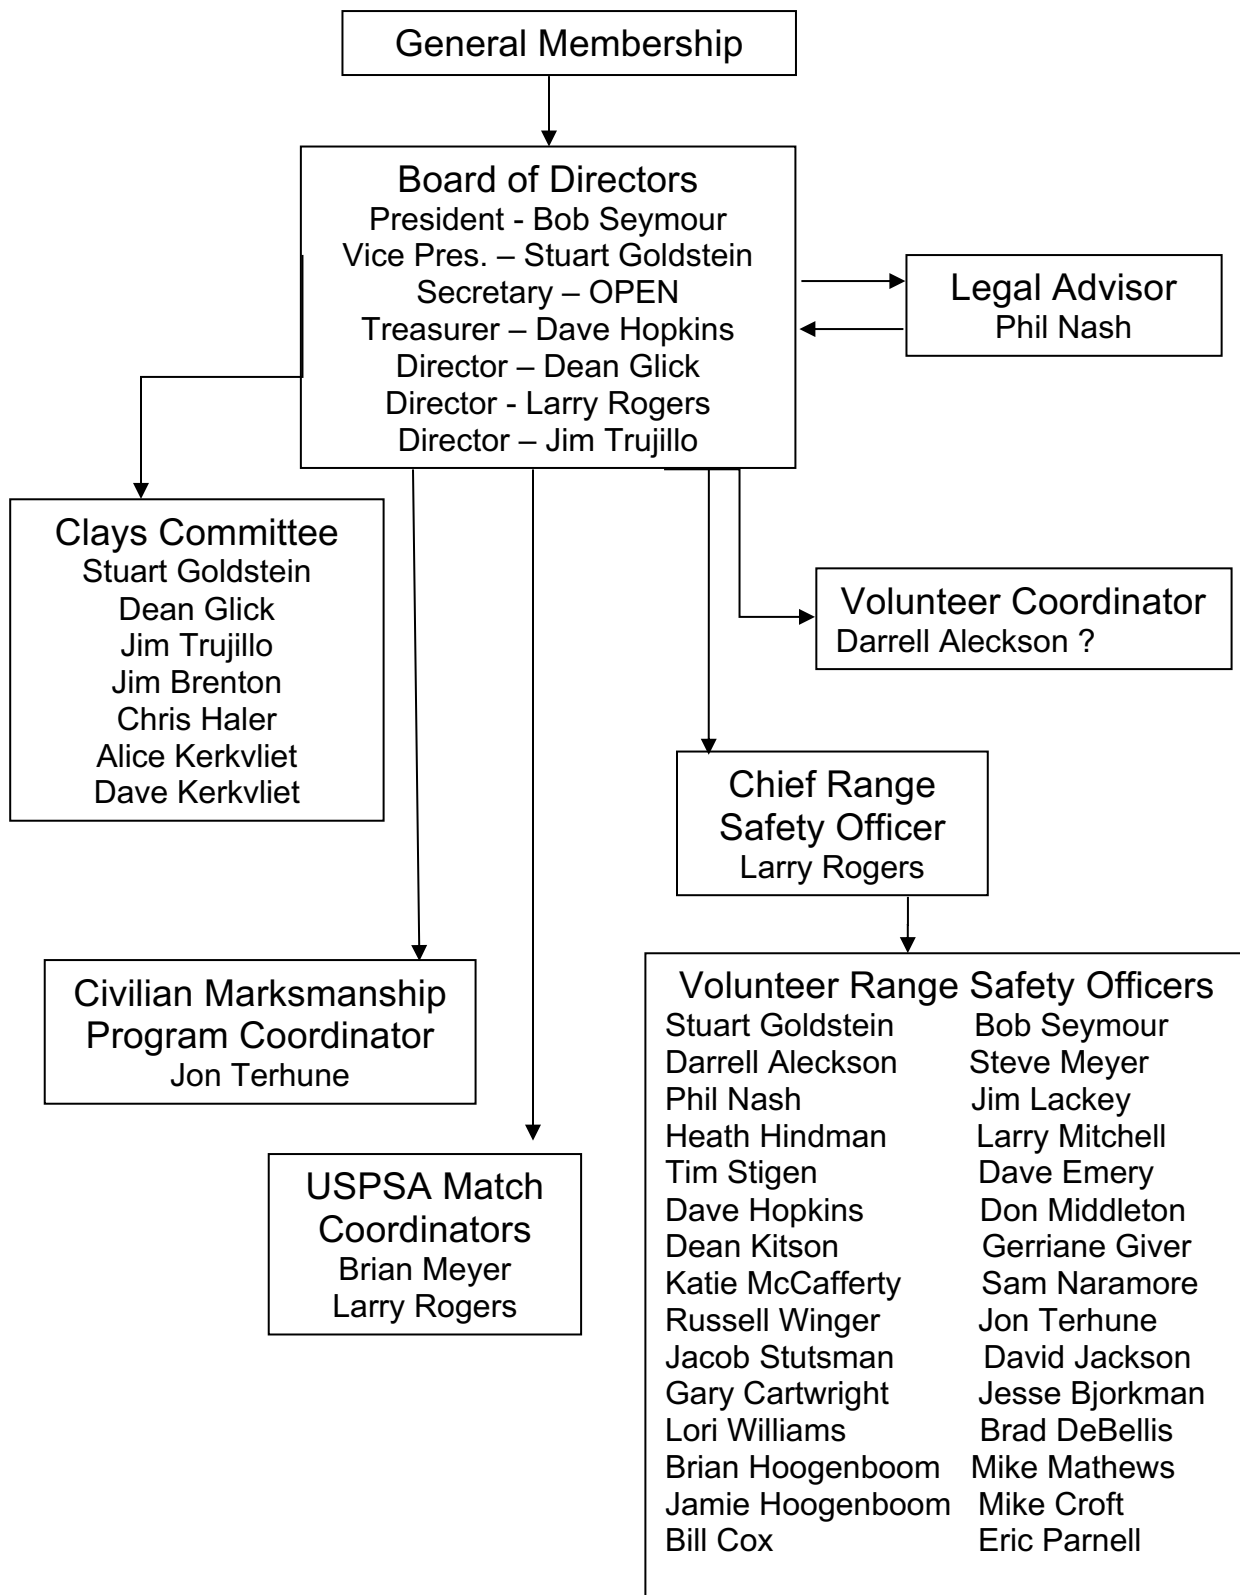 General Membership
Board of Directors
President - Bob Seymour
Vice Pres. – Stuart Goldstein
Secretary – OPEN
Treasurer – Dave Hopkins
Director – Dean Glick
Director - Larry Rogers
Director – Jim Trujillo
Legal Advisor
Phil Nash
Clays Committee
Stuart Goldstein
Dean Glick
Jim Trujillo
Jim Brenton
Chris Haler
Alice Kerkvliet
Dave Kerkvliet
Volunteer Coordinator
Darrell Aleckson ?
Chief Range
Safety Officer
Larry Rogers
Civilian Marksmanship
Program Coordinator
Jon Terhune
USPSA Match
Coordinators
Brian Meyer
Larry Rogers
Volunteer Range Safety Officers
Stuart Goldstein Bob Seymour
Darrell Aleckson Steve Meyer
Phil Nash Jim Lackey
Heath Hindman Larry Mitchell
Tim Stigen Dave Emery
Dave Hopkins Don Middleton
Dean Kitson Gerriane Giver
Katie McCafferty Sam Naramore
Russell Winger Jon Terhune
Jacob Stutsman David Jackson
Gary Cartwright Jesse Bjorkman
Lori Williams Brad DeBellis
Brian Hoogenboom Mike Mathews
Jamie Hoogenboom Mike Croft
Bill Cox Eric Parnell